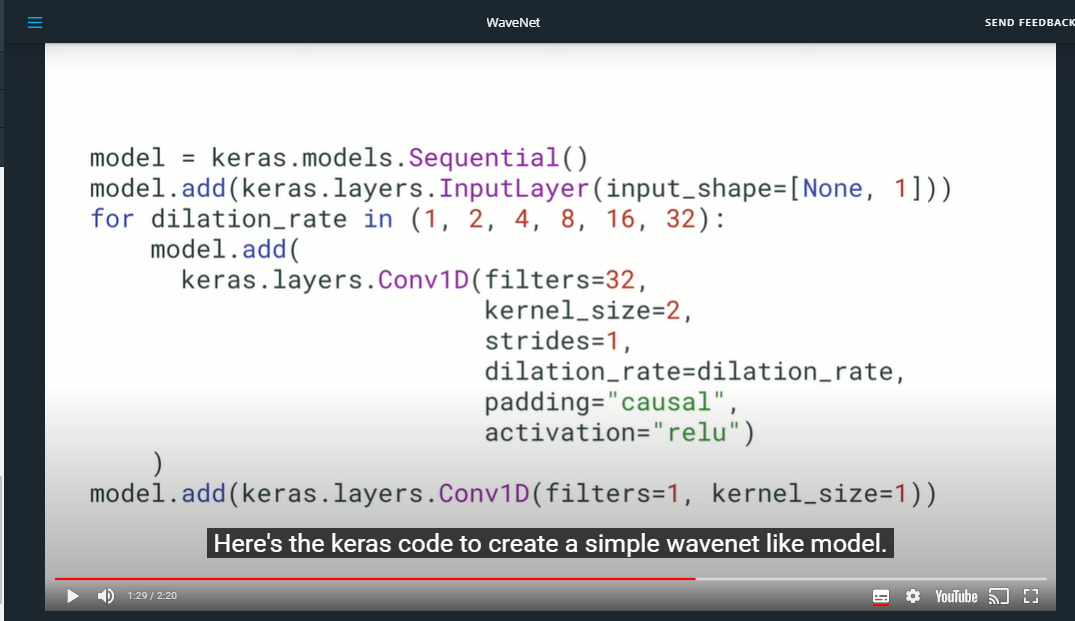 WaveNet
SEND FEEDBACK
model = keras.models.Sequential()
model.add(keras.layers.InputLayer(input_shape=[None, 1]))
for dilation_rate in (1, 2, 4, 8, 16, 32):
    model.add(
      keras.layers.Conv1D(filters=32,
                          kernel_size=2,
                          strides=1,
                          dilation_rate=dilation_rate,
                          padding="causal",
                          activation="relu")
    )
model.add(keras.layers.Conv1D(filters=1, kernel_size=1))
Here's the keras code to create a simple wavenet like model.
1:29 / 2:20
YouTube